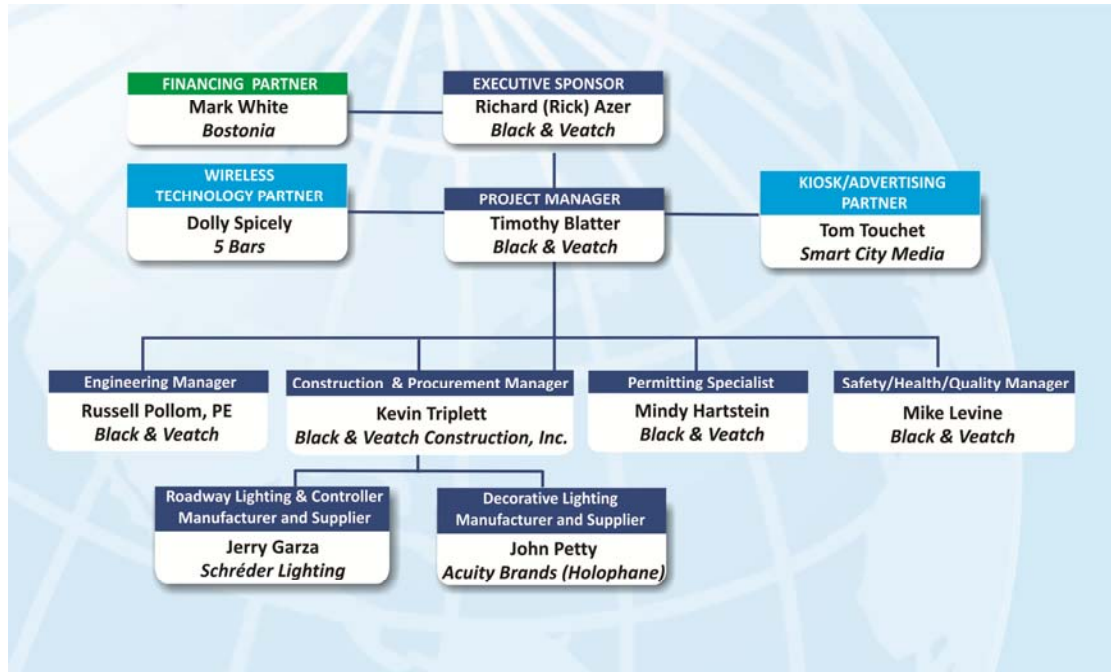 FINANCING PARTNER
Mark White
Bostonia
EXECUTIVE SPONSOR
Richard (Rick) Azer
Black & Veatch
WIRELESS
TECHNOLOGY PARTNER
Dolly Spicely
5 Bars
PROJECT MANAGER
Timothy Blatter
Black & Veatch
KIOSK/ADVERTISING
PARTNER
Tom Touchet
Smart City Media
Engineering Manager
Russell Pollom, PE
Black & Veatch
Construction & Procurement Manager
Kevin Triplett
Black & Veatch Construction, Inc.
Permitting Specialist
Mindy Hartstein
Black & Veatch
Safety/Health/Quality Manager
Mike Levine
Black & Veatch
Roadway Lighting & Controller
Manufacturer and Supplier
Jerry Garza
Schréder Lighting
Decorative Lighting
Manufacturer and Supplier
John Petty
Acuity Brands (Holophane)